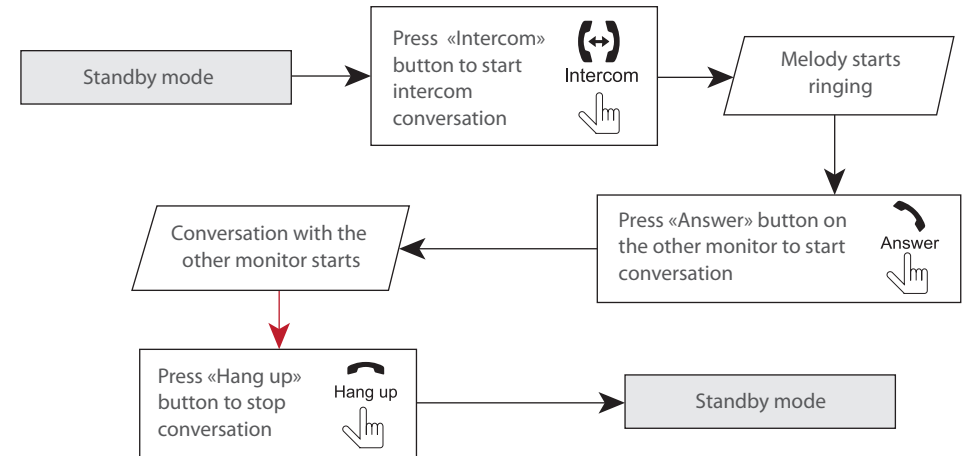 Standby mode
Press «Intercom»
button to start
intercom
conversation
Intercom
Melody starts
ringing
Press «Answer» button on
the other monitor to start
conversation
Answer
Conversation with the
other monitor starts
Press «Hang up»
button to stop
conversation
Hang up
Standby mode